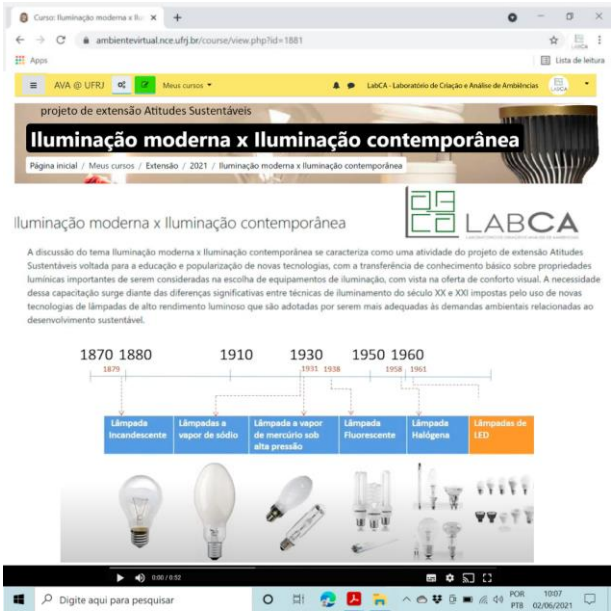 Curso: Iluminação moderna x Ilu
ambientevirtual.nce.ufrj.br/course/view.php?id=1881
Apps
Lista de leitura
AVA @ UFRJ
Meus cursos
LabCA - Laboratório de Criação e Análise de Ambiências
projeto de extensão Atitudes Sustentáveis
Iluminação moderna x Iluminação contemporânea
Página inicial / Meus cursos / Extensão / 2021 / Iluminação moderna x Iluminação contemporânea
Iluminação moderna x Iluminação contemporânea
LABCA
A discussão do tema Iluminação moderna x Iluminação contemporânea se caracteriza como uma atividade do projeto de extensão Atitudes
Sustentáveis voltada para a educação e popularização de novas tecnologias, com a transferência de conhecimento básico sobre propriedades
lumínicas importantes de serem consideradas na escolha de equipamentos de iluminação, com vista na oferta de conforto visual. A necessidade
dessa capacitação surge diante das diferenças significativas entre técnicas de iluminamento do século XX e XXI impostas pelo uso de novas
tecnologias de lâmpadas de alto rendimento luminoso que são adotadas por serem mais adequadas às demandas ambientais relacionadas ao
desenvolvimento sustentável.
1870 1880 1910 1930 1950 1960
1879 1931 1938 1958 1961
Lâmpada Incandescente
Lâmpadas a vapor de sódio
Lâmpada a vapor de mercúrio sob alta pressão
Lâmpada Fluorescente
Lâmpada Halógena
Lâmpadas de LED
0:00 / 0:52
Digite aqui para pesquisar
POR 10:07
PTB 02/06/2021